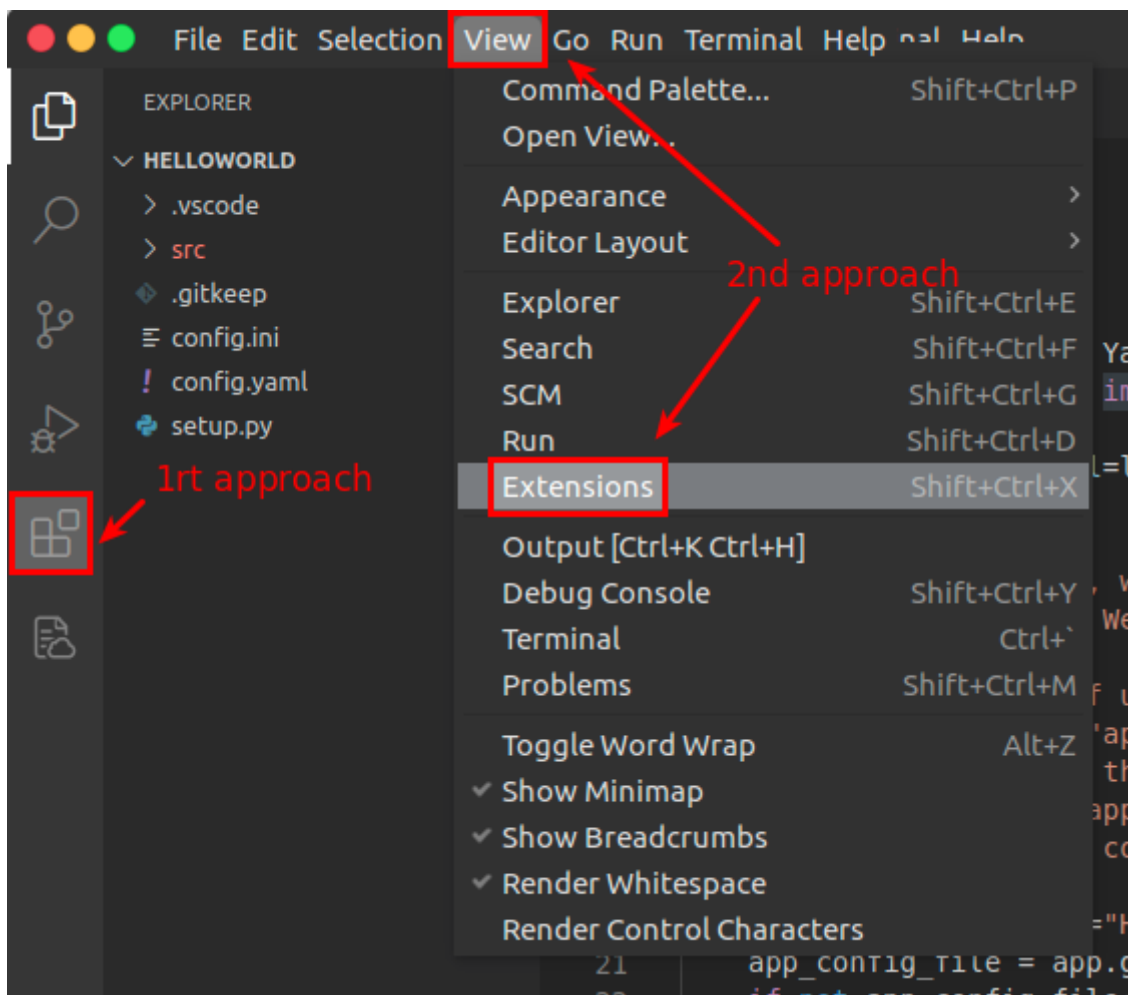 File Edit Selection View Go Run Terminal Help nal Help
EXPLORER
HELLOWORLD
.vscode
src
.gitkeep
config.ini
! config.yaml
setup.py
1rt approach
Command Palette... Shift+Ctrl+P
Open View...
Appearance
Editor Layout
2nd approach
Explorer Shift+Ctrl+E
Search Shift+Ctrl+F
SCM Shift+Ctrl+G
Run Shift+Ctrl+D
Extensions Shift+Ctrl+X
Output [Ctrl+K Ctrl+H]
Debug Console Shift+Ctrl+Y
Terminal Ctrl+`
Problems Shift+Ctrl+M
Toggle Word Wrap Alt+Z
Show Minimap
Show Breadcrumbs
Render Whitespace
Render Control Characters
21 app_config_file = app.g